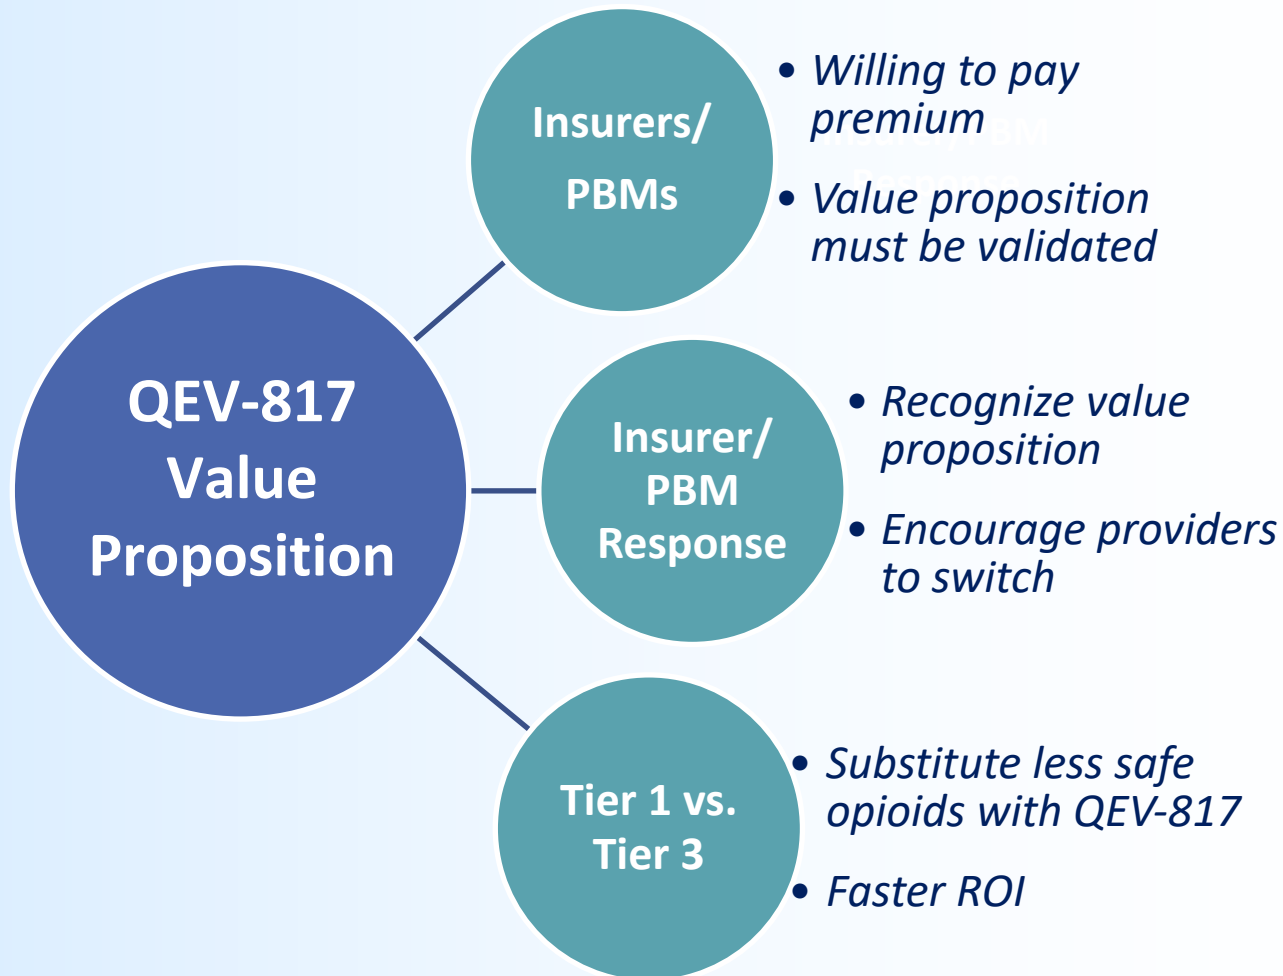 QEV-817
Value
Proposition
Insurers/
PBMs
• Willing to pay
premium
• Value proposition
must be validated
Insurer/
PBM
Response
• Recognize value
proposition
• Encourage providers
to switch
Tier 1 vs.
Tier 3
• Substitute less safe
opioids with QEV-817
• Faster ROI